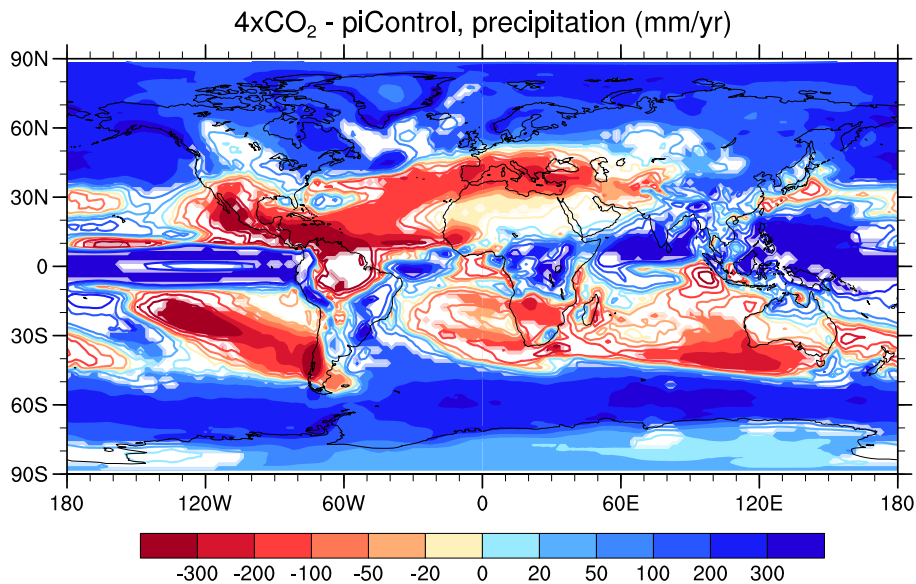 4xCO₂ - piControl, precipitation (mm/yr)
90N
60N
30N
0
30S
60S
90S
180 120W 60W 0 60E 120E 180
-300 -200 -100 -50 -20 0 20 50 100 200 300